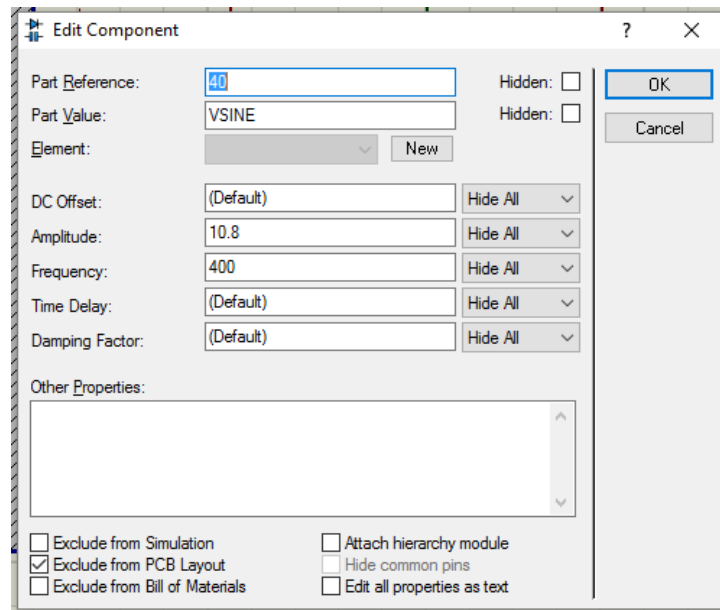 Edit Component ?
Part Reference: 40 Hidden: OK
Part Value: VSINE Hidden: Cancel
Element: New
DC Offset: (Default) Hide All
Amplitude: 10.8 Hide All
Frequency: 400 Hide All
Time Delay: (Default) Hide All
Damping Factor: (Default) Hide All
Other Properties:
Exclude from Simulation Attach hierarchy module
Exclude from PCB Layout Hide common pins
Exclude from Bill of Materials Edit all properties as text